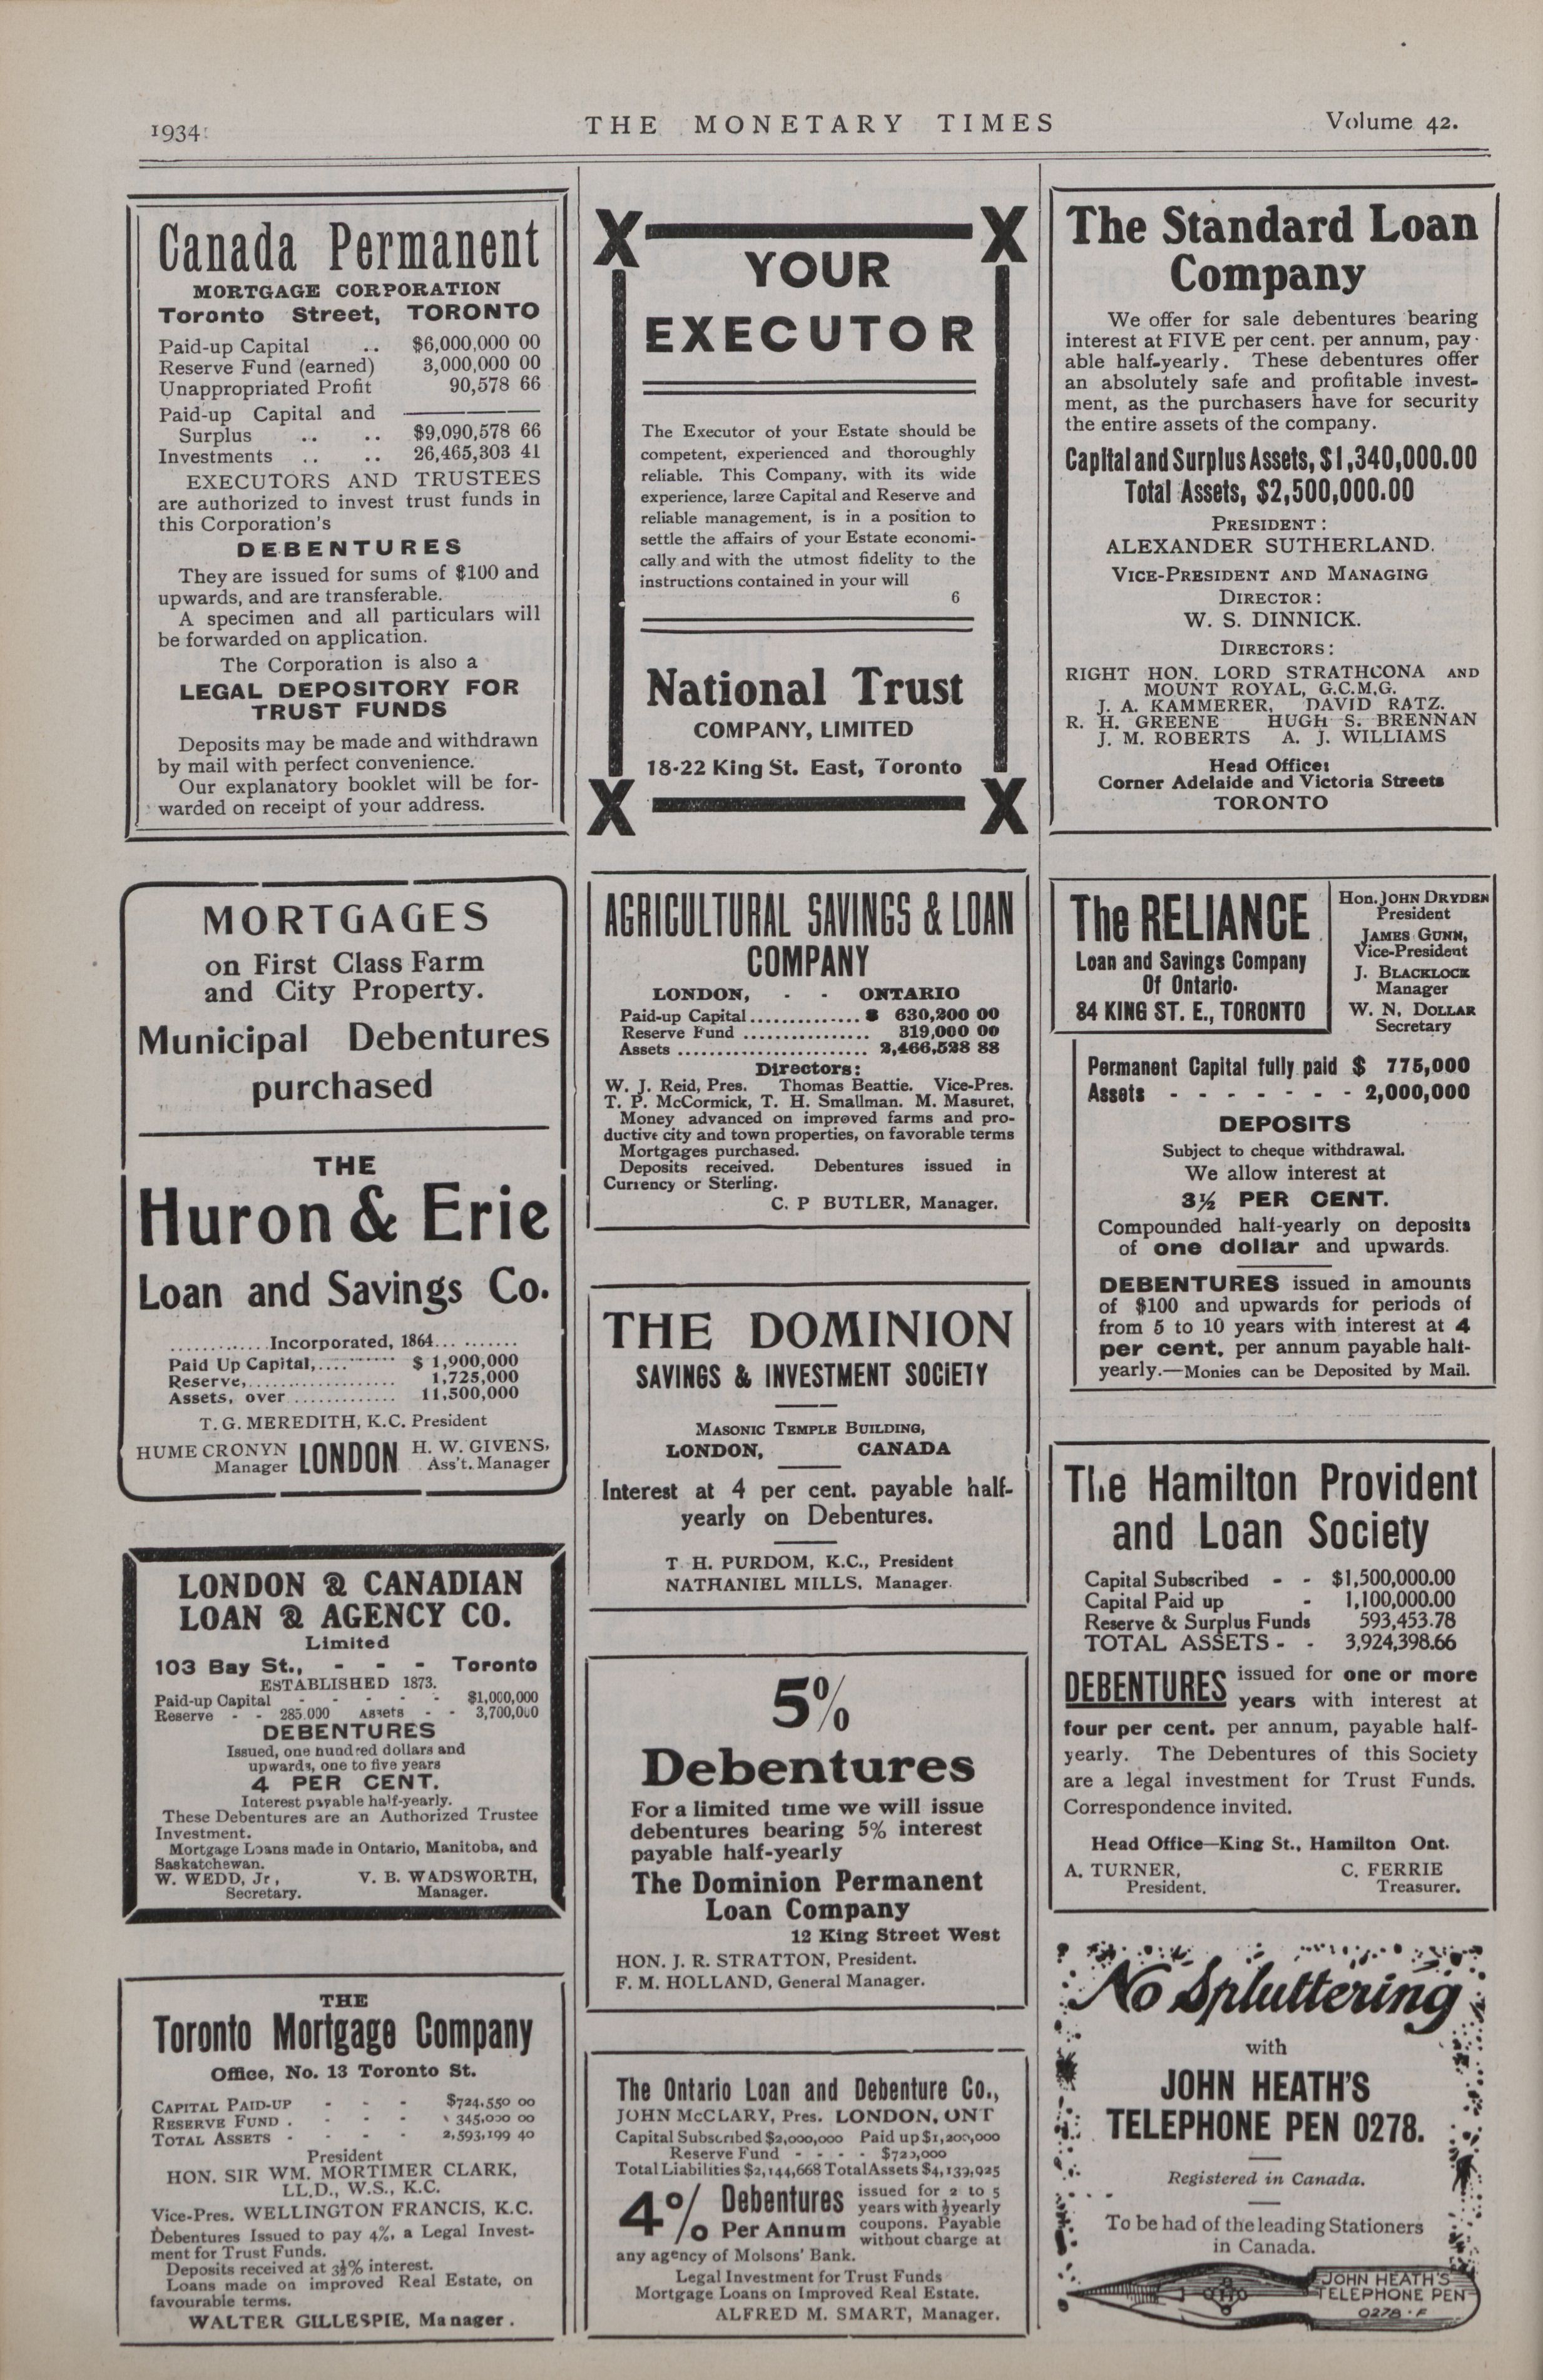 1934
THE MONETARY TIMES
Volume 42.
Canada Permanent
MORTGAGE CORPORATION
Toronto Street, TORONTO
Paid-up Capital .. $6,000,000 00
Reserve Fund (earned) 3,000,000 00
Unappropriated Profit 90,578 66
Paid-up Capital and
Surplus .. .. $9,090,578 66
Investments .. .. 26,465,303 41
EXECUTORS AND TRUSTEES
are authorized to invest trust funds in
this Corporation's
DEBENTURES
They are issued for sums of $100 and
upwards, and are transferable.
A specimen and all particulars will
be forwarded on application.
The Corporation is also a
LEGAL DEPOSITORY FOR
TRUST FUNDS
Deposits may be made and withdrawn
by mail with perfect convenience.
Our explanatory booklet will be for-
warded on receipt of your address.
MORTGAGES
on First Class Farm
and City Property.
Municipal Debentures
purchased
THE
Huron & Erie
Loan and Savings Co.
.............Incorporated, 1864..........
Paid Up Capital,.......... $ 1,900,000
Reserve,.................. 1,725,000
Assets, over ............. 11,500,000
T. G. MEREDITH, K.C. President
HUME CRONYN LONDON H. W. GIVENS,
Manager Ass't. Manager
LONDON & CANADIAN
LOAN & AGENCY CO.
Limited
103 Bay St., - - - Toronto
ESTABLISHED 1873.
Paid-up Capital - - - - - $1,000,000
Reserve - - 285.000 Assets - - 3,700,000
DEBENTURES
Issued, one hundred dollars and
upwards, one to five years
4 PER CENT.
Interest payable half-yearly.
These Debentures are an Authorized Trustee
Investment.
Mortgage Loans made in Ontario, Manitoba, and
Saskatchewan.
W. WEDD, Jr, V. B. WADSWORTH,
Secretary. Manager.
THE
Toronto Mortgage Company
Office, No. 13 Toronto St.
CAPITAL PAID-UP - - - $724,550 00
RESERVE FUND . - - - 345,000 00
TOTAL ASSETS - - - - 2,593,199 40
President
HON. SIR WM. MORTIMER CLARK,
LL.D., W.S., K.C.
Vice-Pres. WELLINGTON FRANCIS, K.C.
Debentures Issued to pay 4%, a Legal Invest-
ment for Trust Funds.
Deposits received at 3½% interest.
Loans made on improved Real Estate, on
favourable terms.
WALTER GILLESPIE, Manager.
X X
YOUR
EXECUTOR
The Executor of your Estate should be
competent, experienced and thoroughly
reliable. This Company, with its wide
experience, large Capital and Reserve and
reliable management, is in a position to
settle the affairs of your Estate economi-
cally and with the utmost fidelity to the
instructions contained in your will
6
National Trust
COMPANY, LIMITED
18-22 King St. East, Toronto
X X
AGRICULTURAL SAVINGS & LOAN
COMPANY
LONDON, - - ONTARIO
Paid-up Capital.............. $ 630,200 00
Reserve Fund ................ 319,000 00
Assets ........................ 2,466,528 88
Directors:
W. J. Reid, Pres. Thomas Beattie. Vice-Pres.
T. P. McCormick, T. H. Smallman. M. Masuret,
Money advanced on improved farms and pro-
ductive city and town properties, on favorable terms
Mortgages purchased.
Deposits received. Debentures issued in
Currency or Sterling.
C. P BUTLER, Manager.
THE DOMINION
SAVINGS & INVESTMENT SOCIETY
MASONIC TEMPLE BUILDING,
LONDON, CANADA
Interest at 4 per cent. payable half-
yearly on Debentures.
T. H. PURDOM, K.C., President
NATHANIEL MILLS, Manager.
5%
Debentures
For a limited time we will issue
debentures bearing 5% interest
payable half-yearly
The Dominion Permanent
Loan Company
12 King Street West
HON. J. R. STRATTON, President.
F. M. HOLLAND, General Manager.
The Ontario Loan and Debenture Co.,
JOHN McCLARY, Pres. LONDON, ONT
Capital Subscribed $2,000,000 Paid up $1,200,000
Reserve Fund - - - - $725,000
Total Liabilities $2,144,668 Total Assets $4,139,925
4% Debentures issued for 2 to 5
years with ½ yearly
Per Annum coupons. Payable
without charge at
any agency of Molsons' Bank.
Legal Investment for Trust Funds
Mortgage Loans on Improved Real Estate.
ALFRED M. SMART, Manager.
The Standard Loan
Company
We offer for sale debentures bearing
interest at FIVE per cent. per annum, pay-
able half-yearly. These debentures offer
an absolutely safe and profitable invest-
ment, as the purchasers have for security
the entire assets of the company.
Capital and Surplus Assets, $1,340,000.00
Total Assets, $2,500,000.00
PRESIDENT:
ALEXANDER SUTHERLAND.
VICE-PRESIDENT AND MANAGING
DIRECTOR:
W. S. DINNICK.
DIRECTORS:
RIGHT HON. LORD STRATHCONA AND
MOUNT ROYAL, G.C.M.G.
J. A. KAMMERER, DAVID RATZ.
R. H. GREENE HUGH S. BRENNAN
J. M. ROBERTS A. J. WILLIAMS
Head Office:
Corner Adelaide and Victoria Streets
TORONTO
The RELIANCE
Loan and Savings Company
Of Ontario.
84 KING ST. E., TORONTO
Hon. JOHN DRYDEN
President
JAMES GUNN,
Vice-President
J. BLACKLOCK
Manager
W. N. DOLLAR
Secretary
Permanent Capital fully paid $ 775,000
Assets - - - - - - - 2,000,000
DEPOSITS
Subject to cheque withdrawal.
We allow interest at
3½ PER CENT.
Compounded half-yearly on deposits
of one dollar and upwards.
DEBENTURES issued in amounts
of $100 and upwards for periods of
from 5 to 10 years with interest at 4
per cent. per annum payable half-
yearly.—Monies can be Deposited by Mail.
The Hamilton Provident
and Loan Society
Capital Subscribed - - $1,500,000.00
Capital Paid up - 1,100,000.00
Reserve & Surplus Funds 593,453.78
TOTAL ASSETS - - 3,924,398.66
DEBENTURES issued for one or more
years with interest at
four per cent. per annum, payable half-
yearly. The Debentures of this Society
are a legal investment for Trust Funds.
Correspondence invited.
Head Office—King St., Hamilton Ont.
A. TURNER, C. FERRIE
President. Treasurer.
No Spluttering
with
JOHN HEATH'S
TELEPHONE PEN 0278.
Registered in Canada.
To be had of the leading Stationers
in Canada.
JOHN HEATH'S
TELEPHONE PEN
0278·F